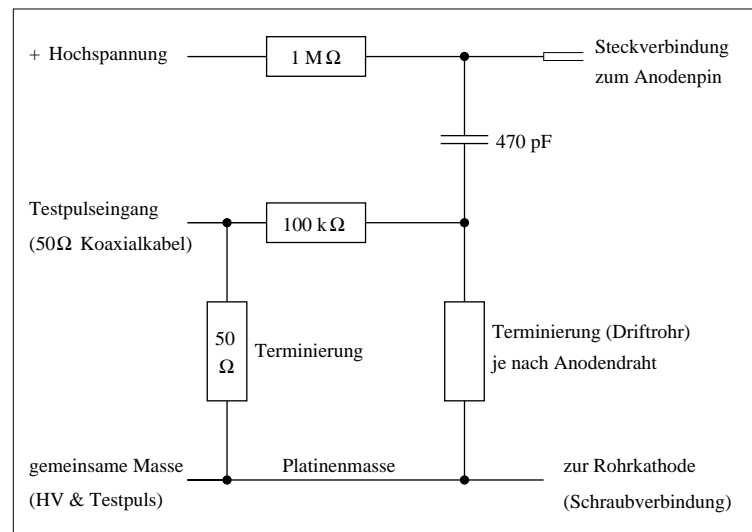 + Hochspannung
1 MΩ
Steckverbindung
zum Anodenpin
470 pF
Testpulseingang
(50Ω Koaxialkabel)
100 kΩ
50
Ω
Terminierung
Terminierung (Driftrohr)
je nach Anodendraht
gemeinsame Masse
(HV & Testpuls)
Platinenmasse
zur Rohrkathode
(Schraubverbindung)